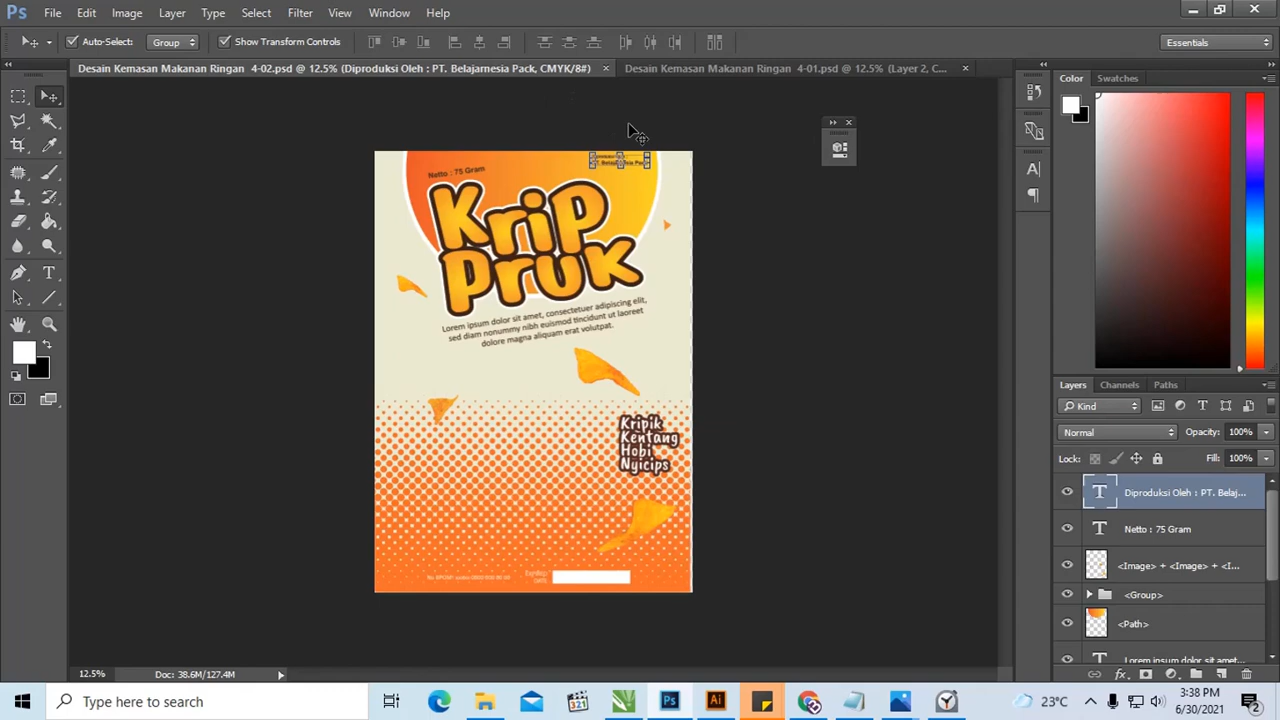 Ps File Edit Image Layer Type Select Filter View Window Help
Auto-Select: Group Show Transform Controls Essentials
Desain Kemasan Makanan Ringan 4-02.psd @ 12.5% (Diproduksi Oleh : PT. Belajarnesia Pack, CMYK/8#) × Desain Kemasan Makanan Ringan 4-01.psd @ 12.5% (Layer 2, C... ×
Color Swatches
Netto : 75 Gram
Krip
Pruk
Lorem ipsum dolor sit amet, consectetuer adipiscing elit,
sed diam nonummy nibh euismod tincidunt ut laoreet
dolore magna aliquam erat volutpat.
Kripik
Kentang
Hobi
Nyicips
Layers Channels Paths
Kind
Normal Opacity: 100%
Lock: Fill: 100%
Diproduksi Oleh : PT. Belaj...
Netto : 75 Gram
<Image> + <Image> + <I...
<Group>
<Path>
Lorem ipsum dolor sit amet...
12.5% Doc: 38.6M/127.4M
Type here to search
321
Ps
Ai
23°C
3:38 PM
6/30/2021
2